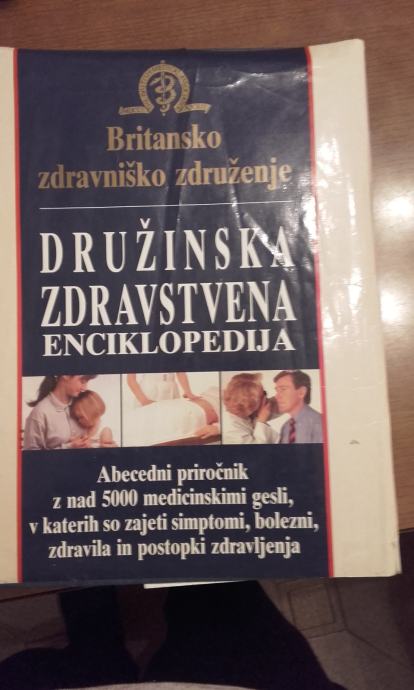 Britansko
zdravniško združenje
DRUŽINSKA
ZDRAVSTVENA
ENCIKLOPEDIJA
Abecedni priročnik
z nad 5000 medicinskimi gesli,
v katerih so zajeti simptomi, bolezni,
zdravila in postopki zdravljenja